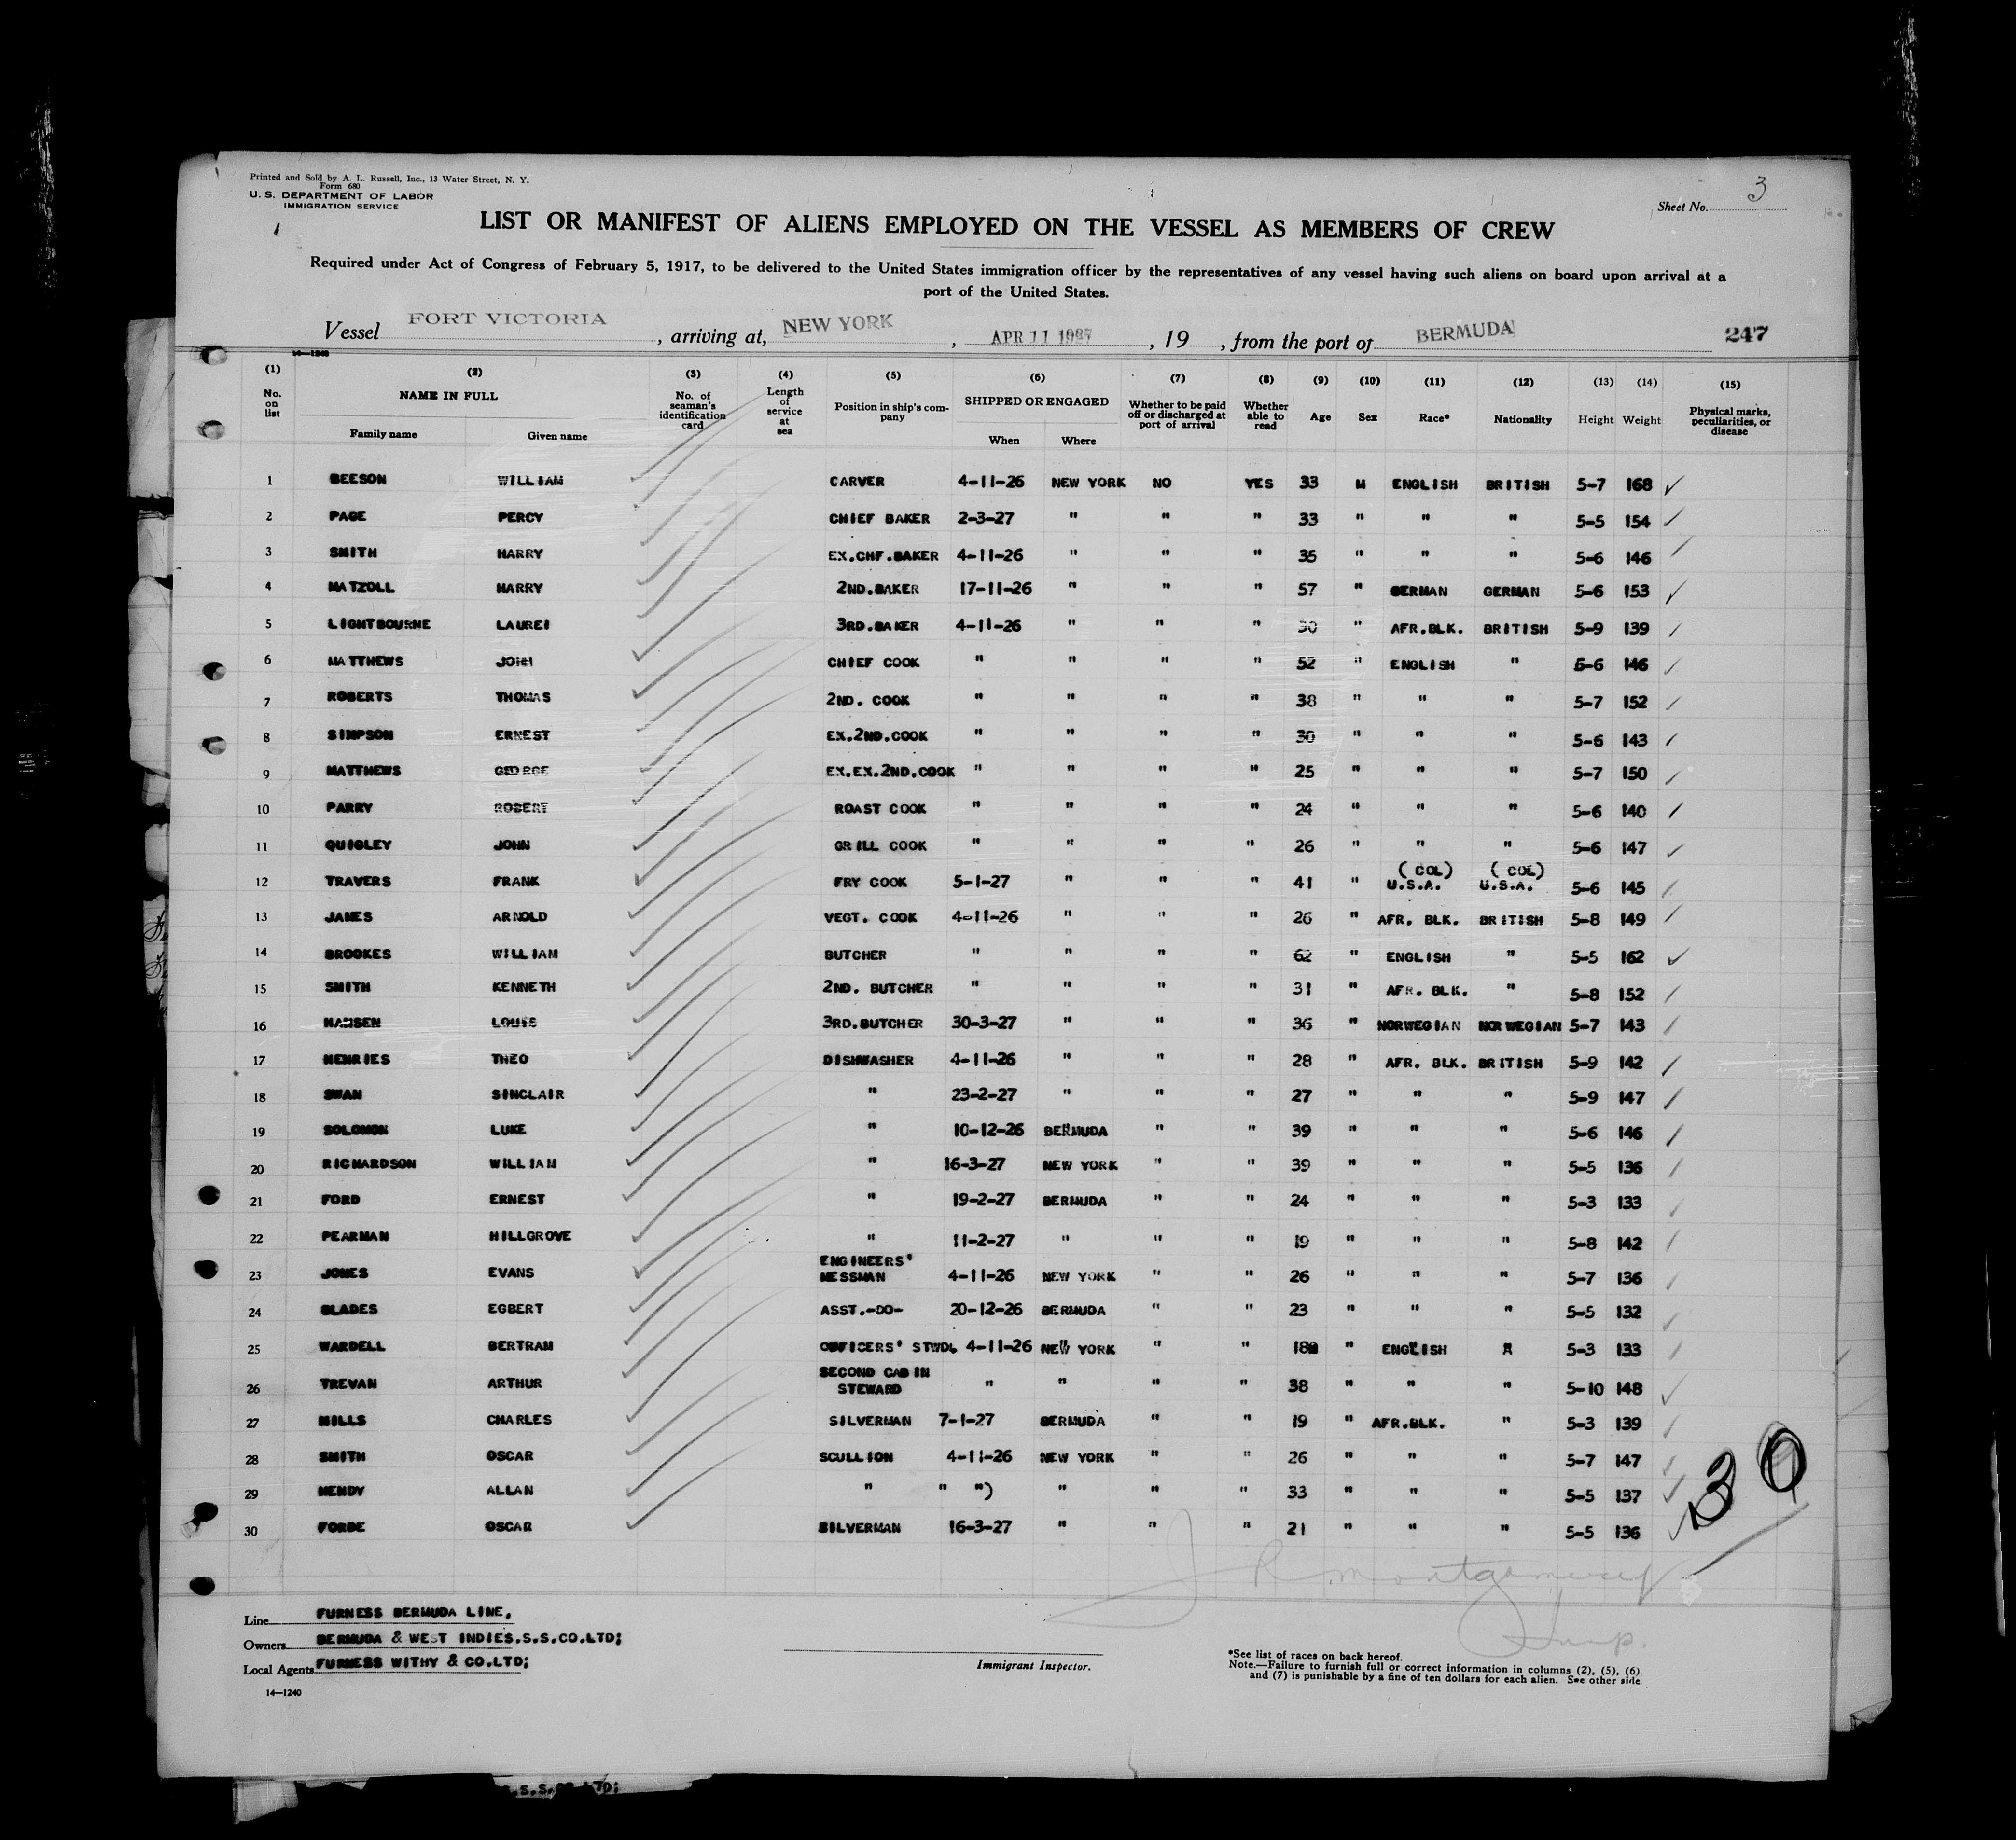 Printed and Sold by A. L. Russell, Inc., 13 Water Street, N. Y.
Form 680
U. S. DEPARTMENT OF LABOR
IMMIGRATION SERVICE
Sheet No. 3
LIST OR MANIFEST OF ALIENS EMPLOYED ON THE VESSEL AS MEMBERS OF CREW
Required under Act of Congress of February 5, 1917, to be delivered to the United States immigration officer by the representatives of any vessel having such aliens on board upon arrival at a
port of the United States.
Vessel FORT VICTORIA, arriving at, NEW YORK, APR 11 1927, 19 , from the port of BERMUDA 247
14—1240
(1) (2) (3) (4) (5) (6) (7) (8) (9) (10) (11) (12) (13) (14) (15)
No. on list NAME IN FULL Family name Given name No. of seaman's identification card Length of service at sea Position in ship's company SHIPPED OR ENGAGED When Where Whether to be paid off or discharged at port of arrival Whether able to read Age Sex Race* Nationality Height Weight Physical marks, peculiarities, or disease
1 BEESON WILLIAM CARVER 4-11-26 NEW YORK NO YES 33 M ENGLISH BRITISH 5-7 168
2 PAGE PERCY CHIEF BAKER 2-3-27 " " " 33 " " " 5-5 154
3 SMITH HARRY EX.CHF.BAKER 4-11-26 " " " 35 " " " 5-6 146
4 MATZOLL HARRY 2ND.BAKER 17-11-26 " " " 57 " GERMAN GERMAN 5-6 153
5 LIGHTBOURNE LAUREI 3RD.BAKER 4-11-26 " " " 30 " AFR.BLK. BRITISH 5-9 139
6 MATTHEWS JOHN CHIEF COOK " " " " 52 " ENGLISH " 5-6 146
7 ROBERTS THOMAS 2ND. COOK " " " " 38 " " " 5-7 152
8 SIMPSON ERNEST EX.2ND.COOK " " " " 30 " " " 5-6 143
9 MATTHEWS GEORGE EX.EX.2ND.COOK " " " " 25 " " " 5-7 150
10 PARRY ROBERT ROAST COOK " " " " 24 " " " 5-6 140
11 QUIGLEY JOHN GRILL COOK " " " " 26 " " " 5-6 147
12 TRAVERS FRANK FRY COOK 5-1-27 " " " 41 " (COL) U.S.A. (COL) U.S.A. 5-6 145
13 JAMES ARNOLD VEGT. COOK 4-11-26 " " " 26 " AFR. BLK. BRITISH 5-8 149
14 BROOKES WILLIAM BUTCHER " " " " 62 " ENGLISH " 5-5 162
15 SMITH KENNETH 2ND. BUTCHER " " " " 31 " AFR. BLK. " 5-8 152
16 HANSEN LOUIS 3RD.BUTCHER 30-3-27 " " " 36 " NORWEGIAN NORWEGIAN 5-7 143
17 HENRIES THEO DISHWASHER 4-11-26 " " " 28 " AFR. BLK. BRITISH 5-9 142
18 SWAN SINCLAIR " 23-2-27 " " " 27 " " " 5-9 147
19 SOLOMON LUKE " 10-12-26 BERMUDA " " 39 " " " 5-6 146
20 RICHARDSON WILLIAM " 16-3-27 NEW YORK " " 39 " " " 5-5 136
21 FORD ERNEST " 19-2-27 BERMUDA " " 24 " " " 5-3 133
22 PEARMAN HILLGROVE " 11-2-27 " " " 19 " " " 5-8 142
23 JONES EVANS ENGINEERS' MESSMAN 4-11-26 NEW YORK " " 26 " " " 5-7 136
24 BLADES EGBERT ASST.-DO- 20-12-26 BERMUDA " " 23 " " " 5-5 132
25 WARDELL BERTRAM OFFICERS' STWD. 4-11-26 NEW YORK " " 18 " ENGLISH " 5-3 133
26 TREVAN ARTHUR SECOND CABIN STEWARD " " " " 38 " " " 5-10 148
27 MILLS CHARLES SILVERMAN 7-1-27 BERMUDA " " 19 " AFR.BLK. " 5-3 139
28 SMITH OSCAR SCULLION 4-11-26 NEW YORK " " 26 " " " 5-7 147
29 HENDY ALLAN " " ") " " " 33 " " " 5-5 137
30 FORDE OSCAR SILVERMAN 16-3-27 " " " 21 " " " 5-5 136
30
J R Montgomery
Insp.
Line FURNESS BERMUDA LINE,
Owners BERMUDA & WEST INDIES.S.S.CO.LTD;
Local Agents FURNESS WITHY & CO.LTD;
Immigrant Inspector.
*See list of races on back hereof.
Note.—Failure to furnish full or correct information in columns (2), (5), (6)
and (7) is punishable by a fine of ten dollars for each alien. See other side
14—1240